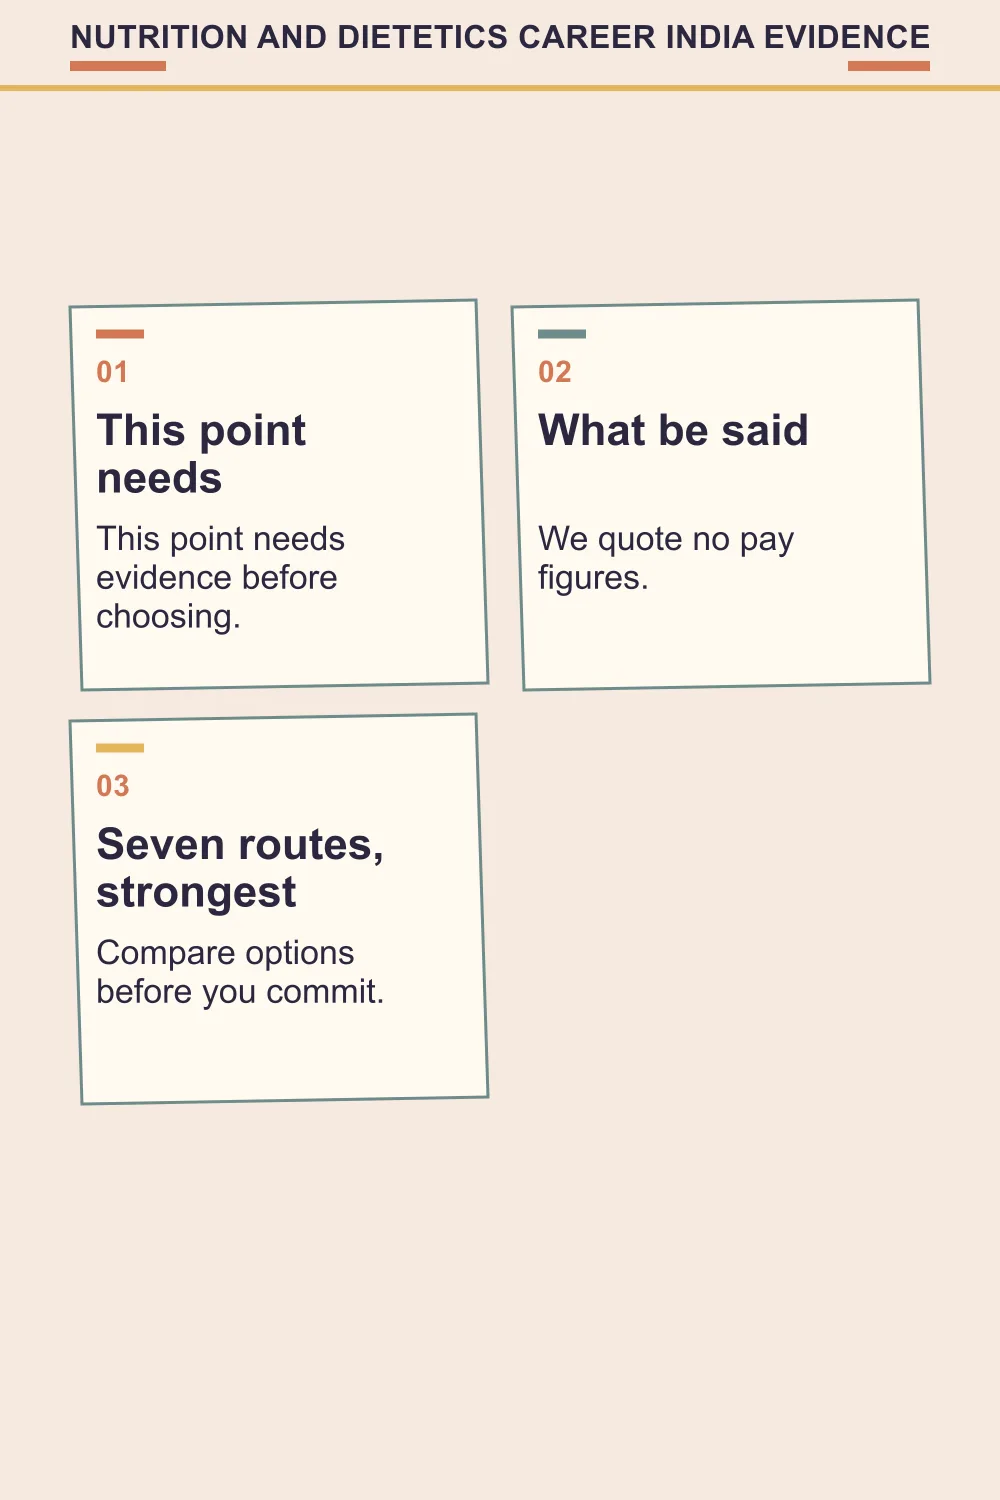 NUTRITION AND DIETETICS CAREER INDIA EVIDENCE
01
This point
needs
This point needs
evidence before
choosing.
02
What be said
We quote no pay
figures.
03
Seven routes,
strongest
Compare options
before you commit.